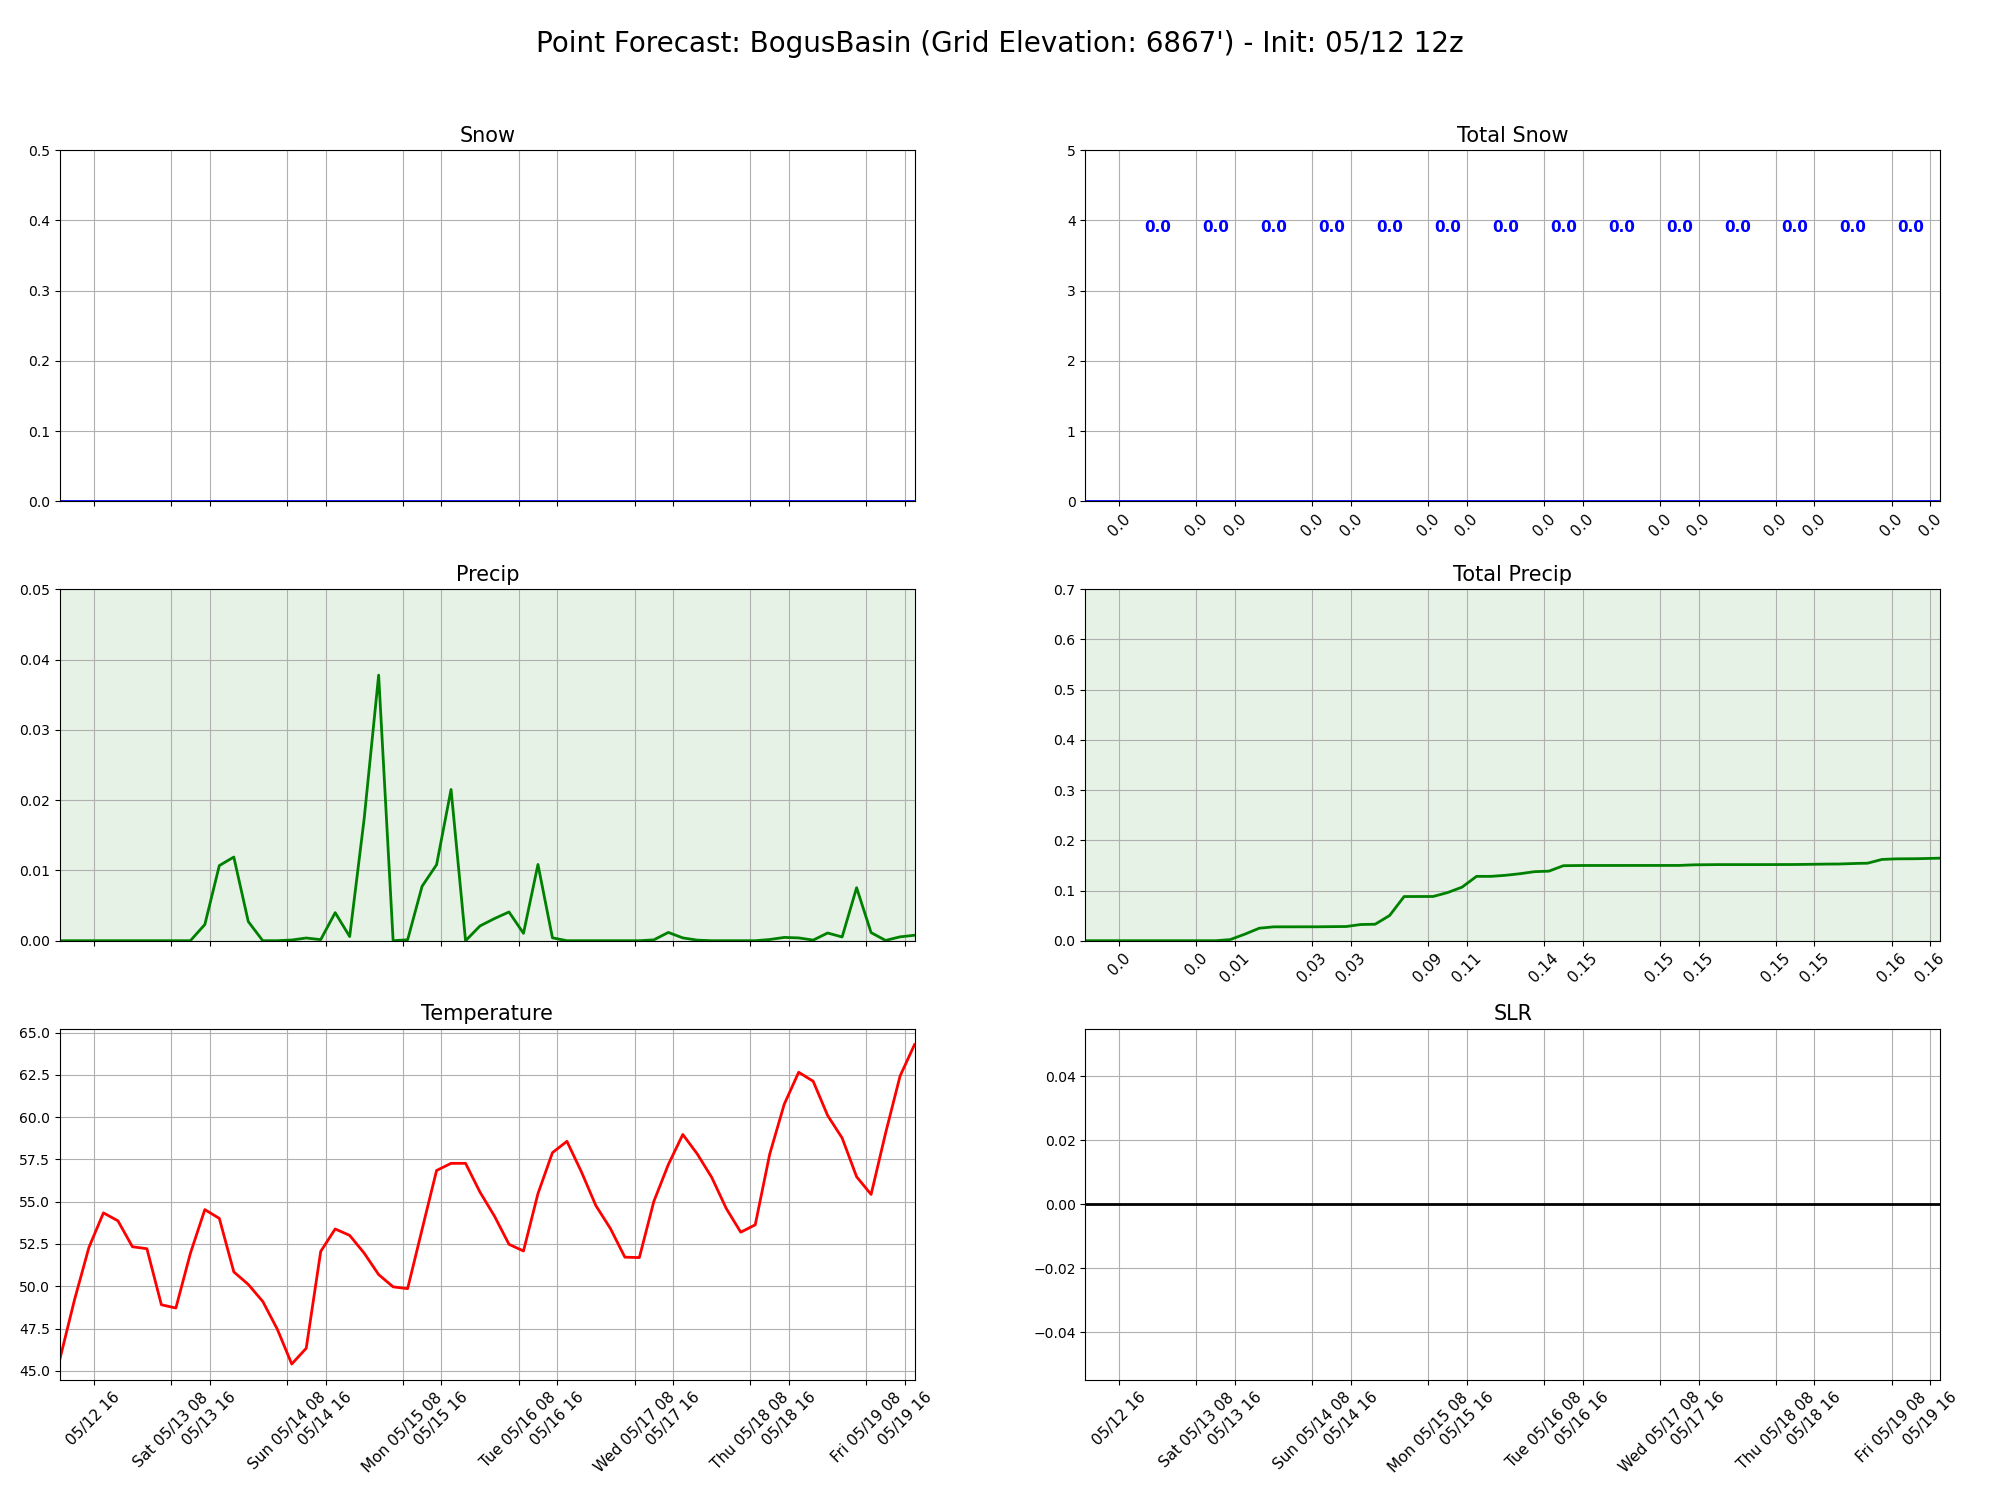 Point Forecast: BogusBasin (Grid Elevation: 6867') - Init: 05/12 12z
Snow
0.5
0.4
0.3
0.2
0.1
0.0
Total Snow
5
4
3
2
1
0
0.0 0.0 0.0 0.0 0.0 0.0 0.0 0.0 0.0 0.0 0.0 0.0 0.0 0.0
0.0 0.0 0.0 0.0 0.0 0.0 0.0 0.0 0.0 0.0 0.0 0.0 0.0 0.0 0.0
Precip
0.05
0.04
0.03
0.02
0.01
0.00
Total Precip
0.7
0.6
0.5
0.4
0.3
0.2
0.1
0.0
0.0 0.0 0.01 0.03 0.03 0.09 0.11 0.14 0.15 0.15 0.15 0.15 0.15 0.16 0.16
Temperature
65.0
62.5
60.0
57.5
55.0
52.5
50.0
47.5
45.0
05/12 16
Sat 05/13 08
05/13 16
Sun 05/14 08
05/14 16
Mon 05/15 08
05/15 16
Tue 05/16 08
05/16 16
Wed 05/17 08
05/17 16
Thu 05/18 08
05/18 16
Fri 05/19 08
05/19 16
SLR
0.04
0.02
0.00
−0.02
−0.04
05/12 16
Sat 05/13 08
05/13 16
Sun 05/14 08
05/14 16
Mon 05/15 08
05/15 16
Tue 05/16 08
05/16 16
Wed 05/17 08
05/17 16
Thu 05/18 08
05/18 16
Fri 05/19 08
05/19 16